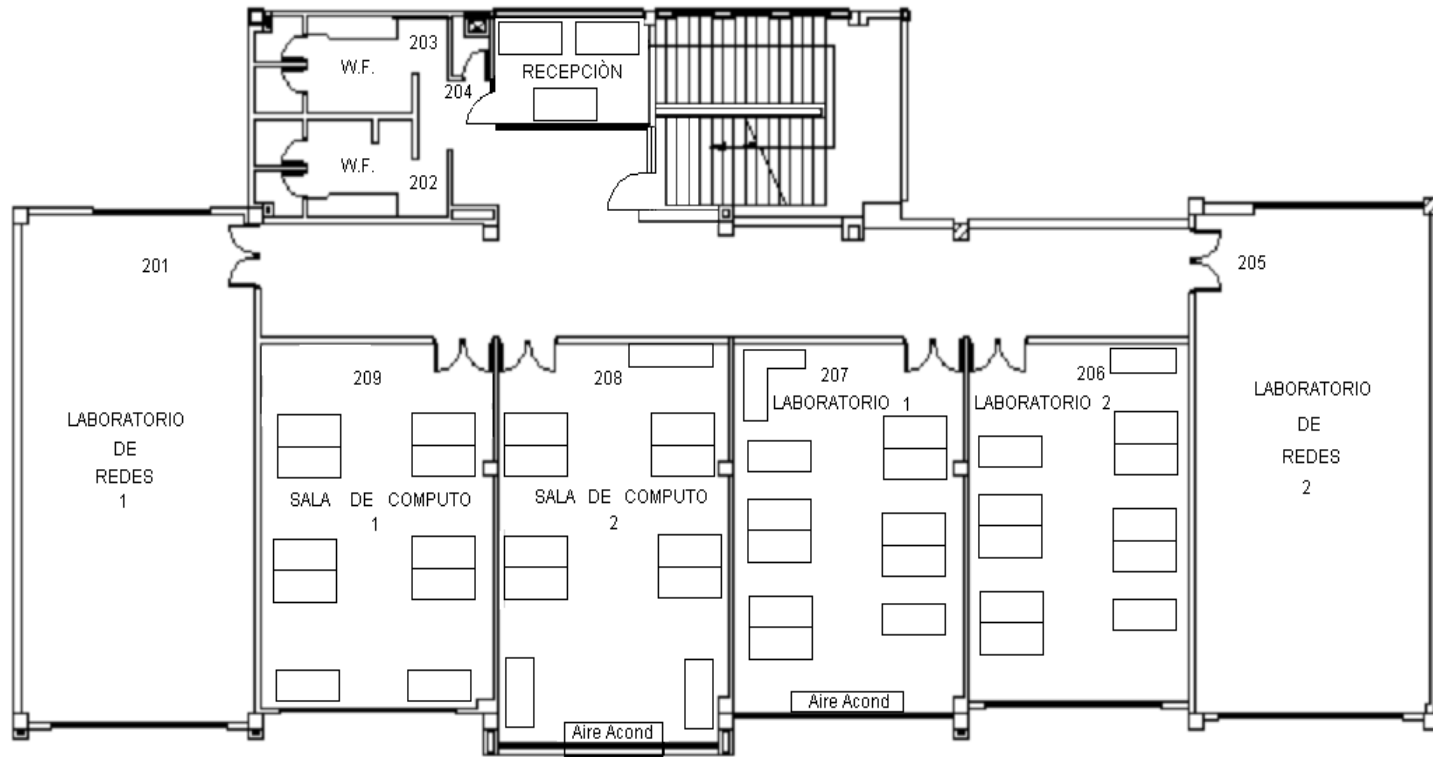 203
W.F.
RECEPCIÒN
204
W.F.
202
201
205
209
208
207
206
LABORATORIO
DE
REDES
1
SALA DE COMPUTO
1
SALA DE COMPUTO
2
LABORATORIO 1
LABORATORIO 2
LABORATORIO
DE
REDES
2
Aire Acond
Aire Acond